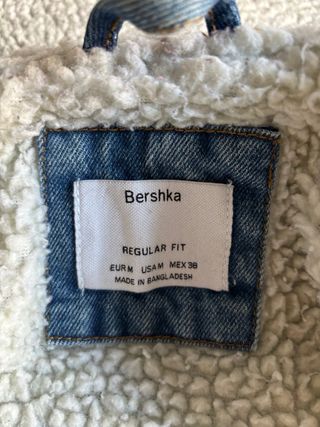 Bershka
REGULAR FIT
EUR M USA M MEX 38
MADE IN BANGLADESH